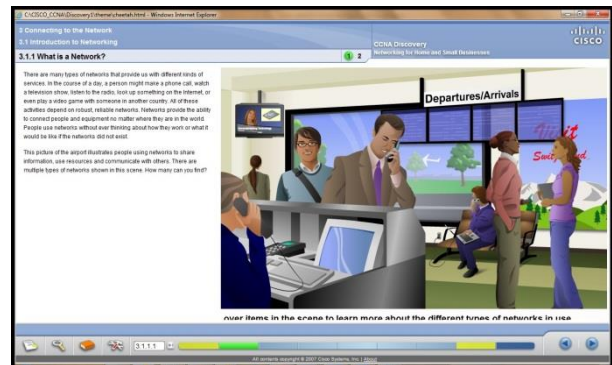 C:\CISCO_CCNA\Discovery1\theme\cheetah.html - Windows Internet Explorer
3 Connecting to the Network
3.1 Introduction to Networking
3.1.1 What is a Network?
1 2
CCNA Discovery
Networking for Home and Small Businesses
CISCO
There are many types of networks that provide us with different kinds of
services. In the course of a day, a person might make a phone call, watch
a television show, listen to the radio, look up something on the Internet, or
even play a video game with someone in another country. All of these
activities depend on robust, reliable networks. Networks provide the ability
to connect people and equipment no matter where they are in the world.
People use networks without ever thinking about how they work or what it
would be like if the networks did not exist.
This picture of the airport illustrates people using networks to share
information, use resources and communicate with others. There are
multiple types of networks shown in this scene. How many can you find?
Departures/Arrivals
Visit
over items in the scene to learn more about the different types of networks in use
3.1.1.1
All contents copyright © 2007 Cisco Systems, Inc. | About